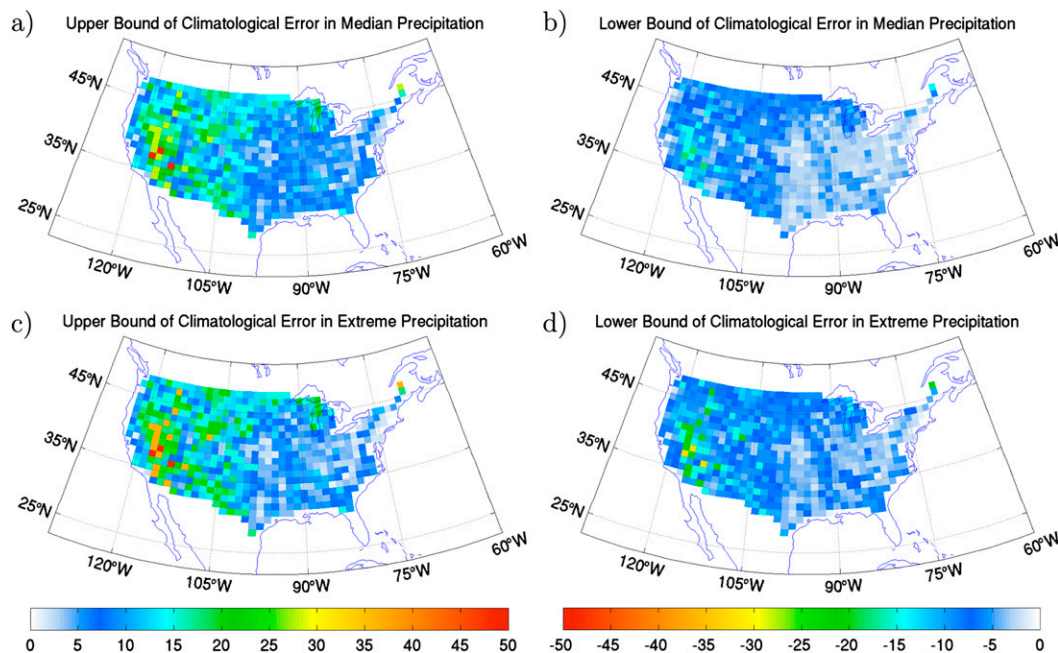 a) Upper Bound of Climatological Error in Median Precipitation
45°N
35°N
25°N
120°W
105°W
90°W
75°W
60°W
b) Lower Bound of Climatological Error in Median Precipitation
45°N
35°N
25°N
120°W
105°W
90°W
75°W
60°W
c) Upper Bound of Climatological Error in Extreme Precipitation
45°N
35°N
25°N
120°W
105°W
90°W
75°W
60°W
d) Lower Bound of Climatological Error in Extreme Precipitation
45°N
35°N
25°N
120°W
105°W
90°W
75°W
60°W
0 5 10 15 20 25 30 35 40 45 50
-50 -45 -40 -35 -30 -25 -20 -15 -10 -5 0